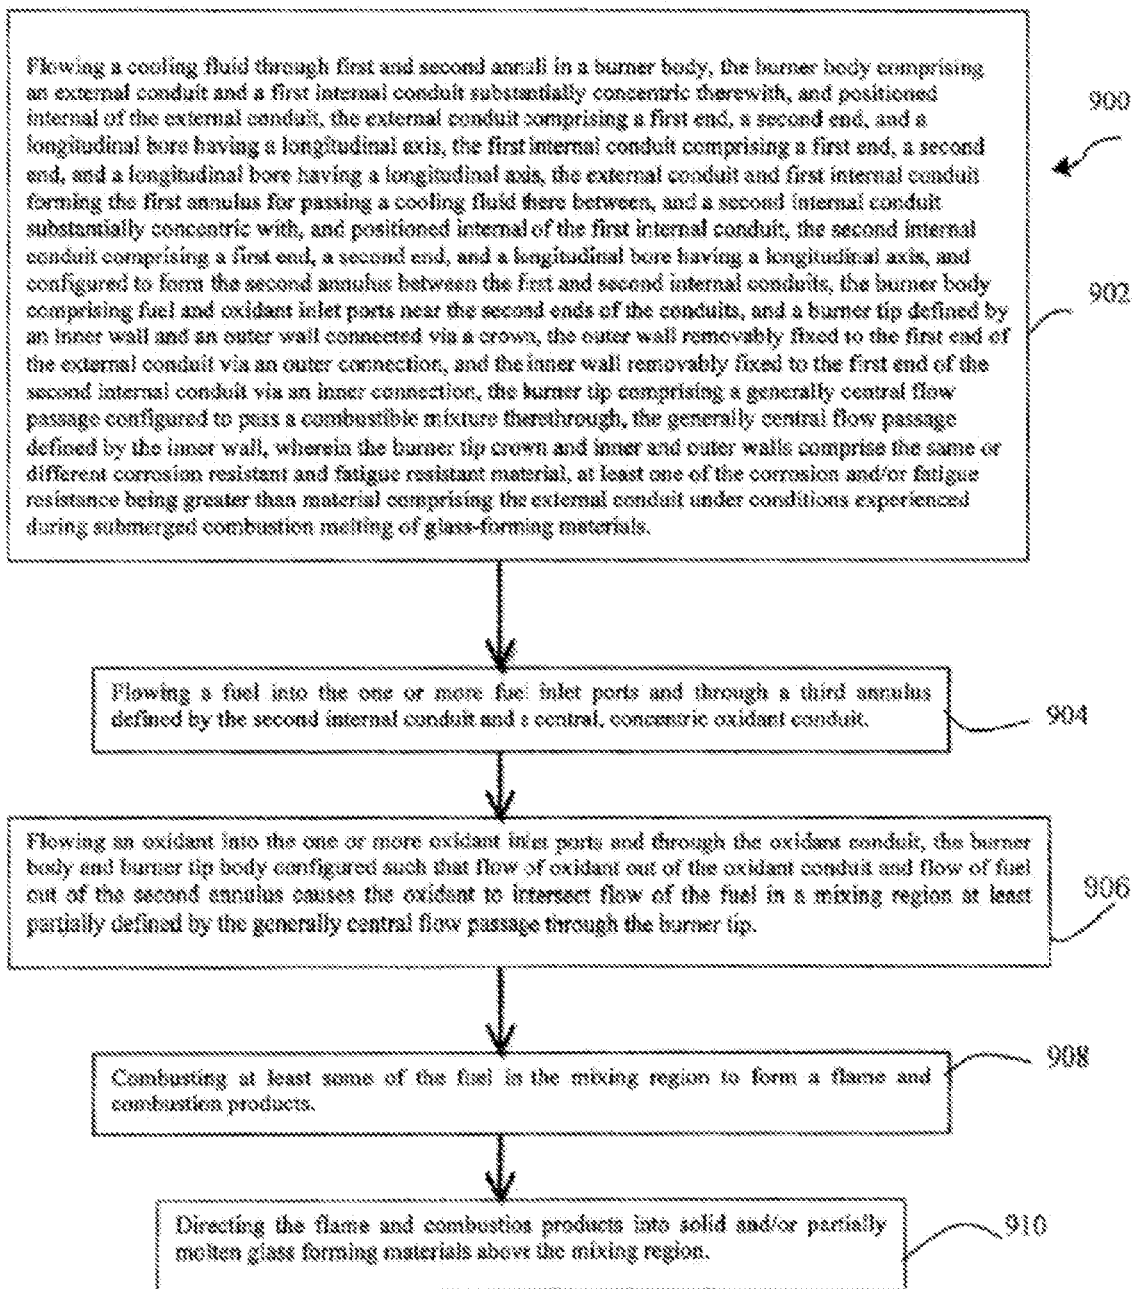 Flowing a cooling fluid through first and second annuli in a burner body, the burner body comprising
an external conduit and a first internal conduit substantially concentric therewith, and positioned
internal of the external conduit, the external conduit comprising a first end, a second end, and a
longitudinal bore having a longitudinal axis, the first internal conduit comprising a first end, a second
end, and a longitudinal bore having a longitudinal axis, the external conduit and first internal conduit
forming the first annulus for passing a cooling fluid there between, and a second internal conduit
substantially concentric with, and positioned internal of the first internal conduit, the second internal
conduit comprising a first end, a second end, and a longitudinal bore having a longitudinal axis, and
configured to form the second annulus between the first and second internal conduits, the burner body
comprising fuel and oxidant inlet ports near the second ends of the conduits, and a burner tip defined by
an inner wall and an outer wall connected via a crown, the outer wall removably fixed to the first end of
the external conduit via an outer connection, and the inner wall removably fixed to the first end of the
second internal conduit via an inner connection, the burner tip comprising a generally central flow
passage configured to pass a combustible mixture therethrough, the generally central flow passage
defined by the inner wall, wherein the burner tip crown and inner and outer walls comprise the same or
different corrosion resistant and fatigue resistant material, at least one of the corrosion and/or fatigue
resistance being greater than material comprising the external conduit under conditions experienced
during submerged combustion melting of glass-forming materials.
900
902
Flowing a fuel into the one or more fuel inlet ports and through a third annulus
defined by the second internal conduit and a central, concentric oxidant conduit.
904
Flowing an oxidant into the one or more oxidant inlet ports and through the oxidant conduit, the burner
body and burner tip body configured such that flow of oxidant out of the oxidant conduit and flow of fuel
out of the second annulus causes the oxidant to intersect flow of the fuel in a mixing region at least
partially defined by the generally central flow passage through the burner tip.
906
Combusting at least some of the fuel in the mixing region to form a flame and
combustion products.
908
Directing the flame and combustion products into solid and/or partially
molten glass forming materials above the mixing region.
910